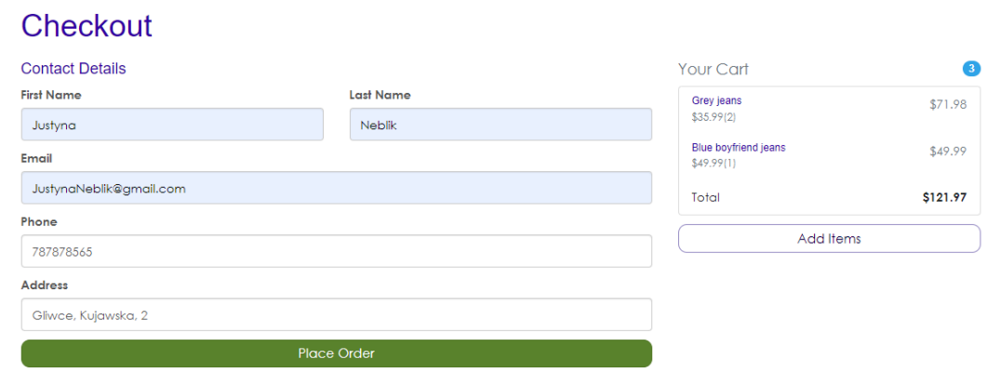 Checkout
Contact Details
First Name
Last Name
Justyna
Neblik
Email
JustynaNeblik@gmail.com
Phone
787878565
Address
Gliwce, Kujawska, 2
Place Order
Your Cart
3
Grey jeans
$71.98
$35.99(2)
Blue boyfriend jeans
$49.99
$49.99(1)
Total
$121.97
Add Items